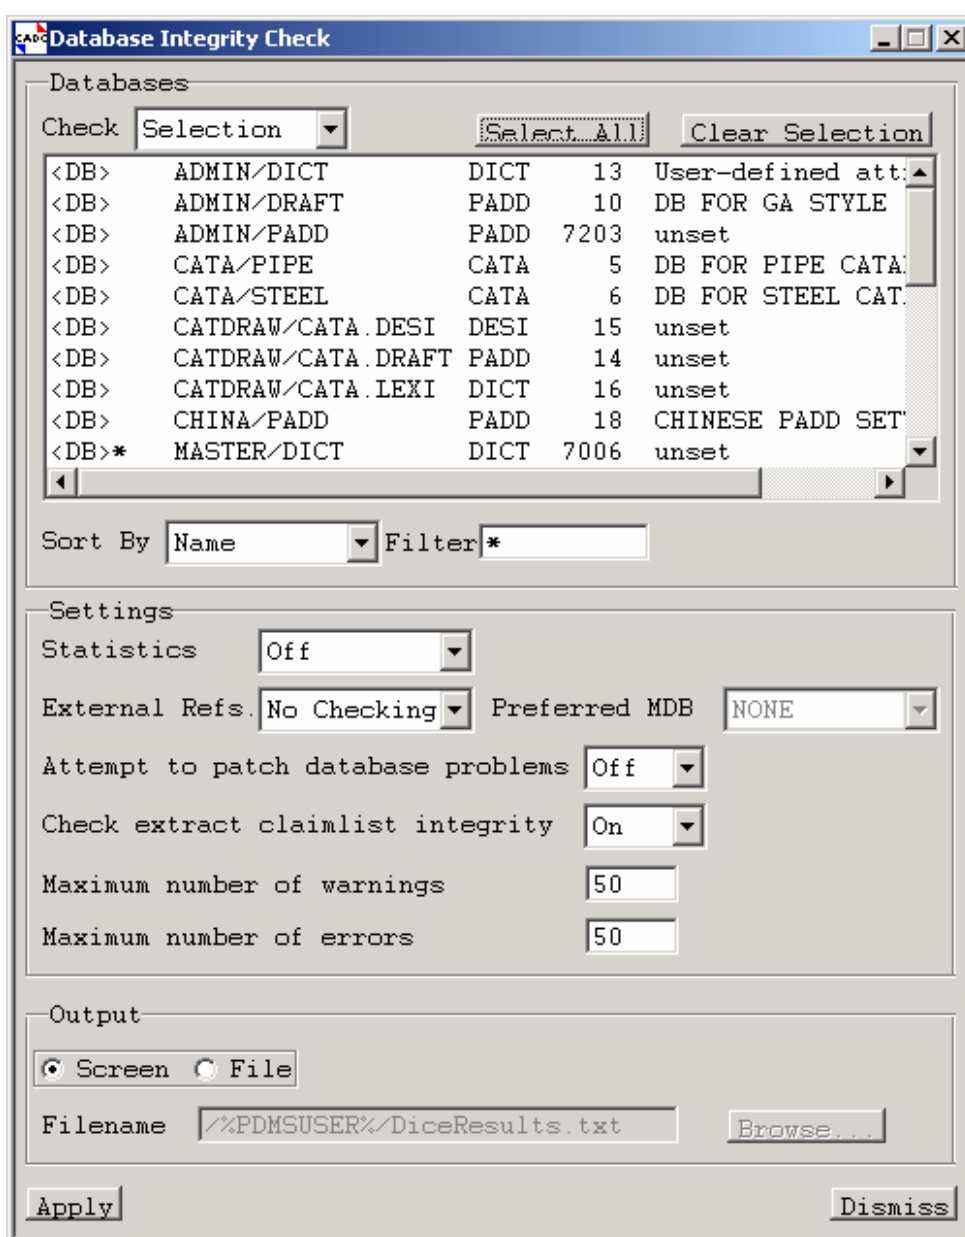 CADC Database Integrity Check
Databases
Check Selection Select All Clear Selection
<DB> ADMIN/DICT DICT 13 User-defined att
<DB> ADMIN/DRAFT PADD 10 DB FOR GA STYLE
<DB> ADMIN/PADD PADD 7203 unset
<DB> CATA/PIPE CATA 5 DB FOR PIPE CATA
<DB> CATA/STEEL CATA 6 DB FOR STEEL CAT
<DB> CATDRAW/CATA.DESI DESI 15 unset
<DB> CATDRAW/CATA.DRAFT PADD 14 unset
<DB> CATDRAW/CATA.LEXI DICT 16 unset
<DB> CHINA/PADD PADD 18 CHINESE PADD SET
<DB>* MASTER/DICT DICT 7006 unset
Sort By Name Filter *
Settings
Statistics Off
External Refs. No Checking Preferred MDB NONE
Attempt to patch database problems Off
Check extract claimlist integrity On
Maximum number of warnings 50
Maximum number of errors 50
Output
Screen File
Filename /%PDMSUSER%/DiceResults.txt Browse...
Apply Dismiss